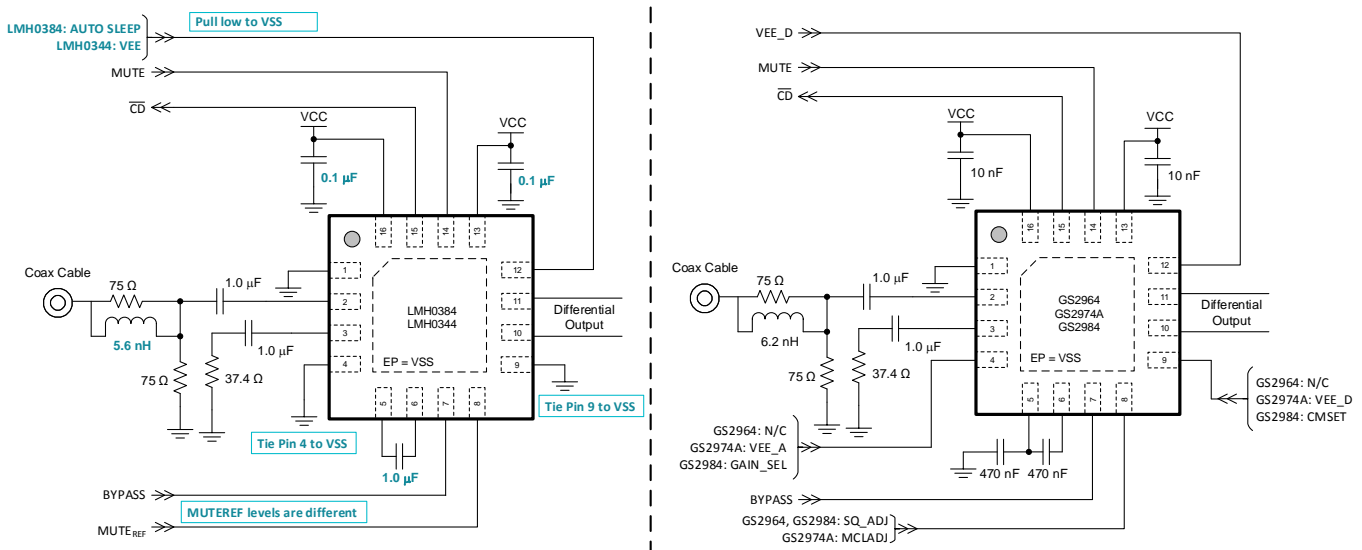 Pull low to VSS
LMH0384: AUTO SLEEP
LMH0344: VEE
MUTE
CD
VCC
VCC
0.1 µF
0.1 µF
16
15
14
13
Coax Cable
75 Ω
1.0 µF
5.6 nH
1.0 µF
75 Ω
37.4 Ω
1
2
3
4
LMH0384
LMH0344
EP = VSS
12
11
10
9
Differential
Output
5
6
7
8
Tie Pin 9 to VSS
Tie Pin 4 to VSS
1.0 µF
BYPASS
MUTEREF levels are different
MUTEREF
VEE_D
MUTE
CD
VCC
VCC
10 nF
10 nF
16
15
14
13
Coax Cable
75 Ω
1.0 µF
6.2 nH
1.0 µF
75 Ω
37.4 Ω
1
2
3
4
GS2964
GS2974A
GS2984
EP = VSS
12
11
10
9
Differential
Output
5
6
7
8
GS2964: N/C
GS2974A: VEE_D
GS2984: CMSET
GS2964: N/C
GS2974A: VEE_A
GS2984: GAIN_SEL
470 nF
470 nF
BYPASS
GS2964, GS2984: SQ_ADJ
GS2974A: MCLADJ